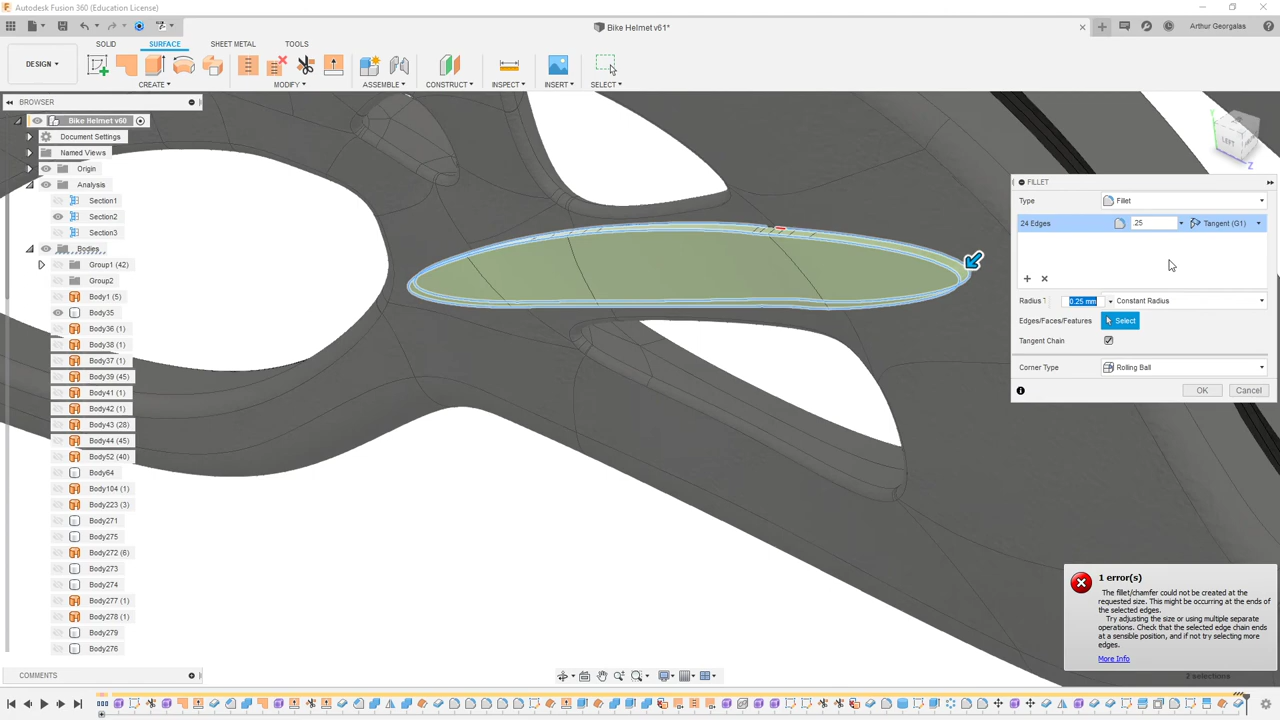 Autodesk Fusion 360 (Education License)
Bike Helmet v61*
Arthur Georgalas
SOLID
SURFACE
SHEET METAL
TOOLS
DESIGN
CREATE
MODIFY
ASSEMBLE
CONSTRUCT
INSPECT
INSERT
SELECT
BROWSER
Bike Helmet v60
Document Settings
Named Views
Origin
Analysis
Section1
Section2
Section3
Bodies
Group1 (42)
Group2
Body1 (5)
Body35
Body36 (1)
Body38 (1)
Body37 (1)
Body39 (45)
Body41 (1)
Body42 (1)
Body43 (28)
Body44 (45)
Body52 (40)
Body64
Body104 (1)
Body223 (3)
Body271
Body275
Body272 (6)
Body273
Body274
Body277 (1)
Body278 (1)
Body279
Body276
COMMENTS
LEFT
Y
Z
FILLET
Type Fillet
24 Edges 25 Tangent (G1)
0.25 mm Constant Radius
Edges/Faces/Features Select
Tangent Chain
Corner Type Rolling Ball
OK Cancel
1 error(s)
The fillet/chamfer could not be created at the
requested size. This might be occurring at the ends of
the selected edges.
Try adjusting the size or using multiple separate
operations. Check that the selected edge chain ends
at a sensible position, and if not try selecting more
edges.
More Info
2 selections